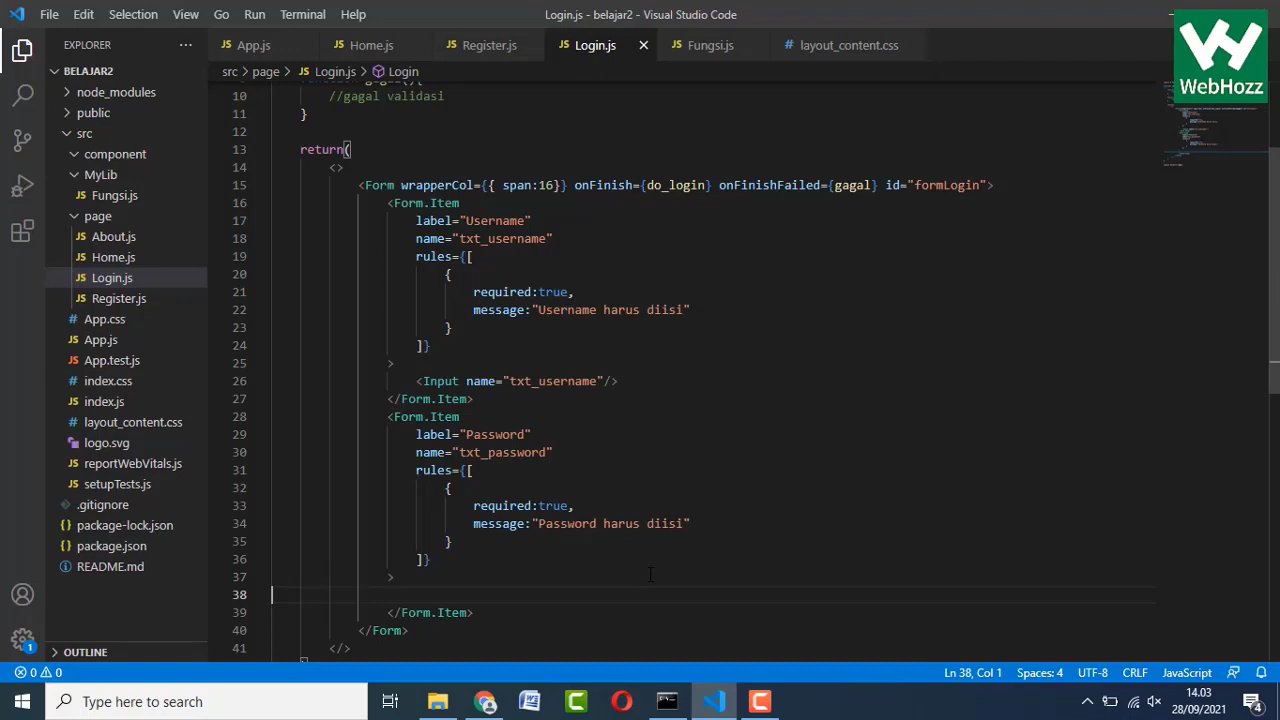 File Edit Selection View Go Run Terminal Help
Login.js - belajar2 - Visual Studio Code
WebHozz
EXPLORER
App.js
Home.js
Register.js
Login.js
Fungsi.js
layout_content.css
src > page > Login.js > Login
BELAJAR2
node_modules
public
src
component
MyLib
Fungsi.js
page
About.js
Home.js
Login.js
Register.js
App.css
App.js
App.test.js
index.css
index.js
layout_content.css
logo.svg
reportWebVitals.js
setupTests.js
.gitignore
package-lock.json
package.json
README.md
OUTLINE
10 //gagal validasi
11 }
12
13 return(
14 <>
15 <Form wrapperCol={{ span:16}} onFinish={do_login} onFinishFailed={gagal} id="formLogin">
16 <Form.Item
17 label="Username"
18 name="txt_username"
19 rules={[
20 {
21 required:true,
22 message:"Username harus diisi"
23 }
24 ]}
25 >
26 <Input name="txt_username"/>
27 </Form.Item>
28 <Form.Item
29 label="Password"
30 name="txt_password"
31 rules={[
32 {
33 required:true,
34 message:"Password harus diisi"
35 }
36 ]}
37 >
38
39 </Form.Item>
40 </Form>
41 </>
0 0
Ln 38, Col 1 Spaces: 4 UTF-8 CRLF JavaScript
1
Type here to search
14.03
28/09/2021
4